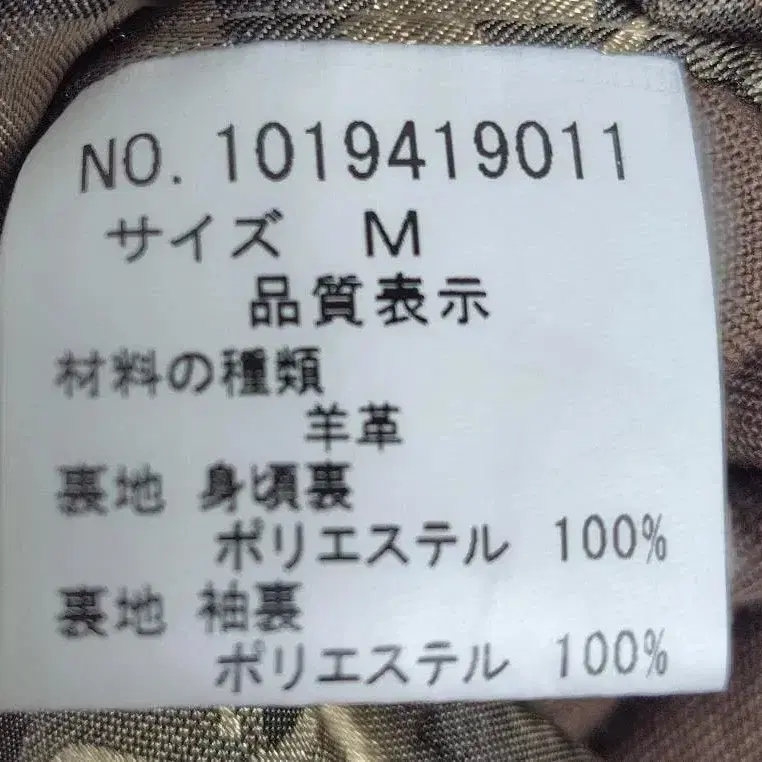 NO. 1019419011
サイズ M
品質表示
材料の種類
羊革
裏地 身頃裏
ポリエステル 100%
裏地 袖裏
ポリエステル 100%